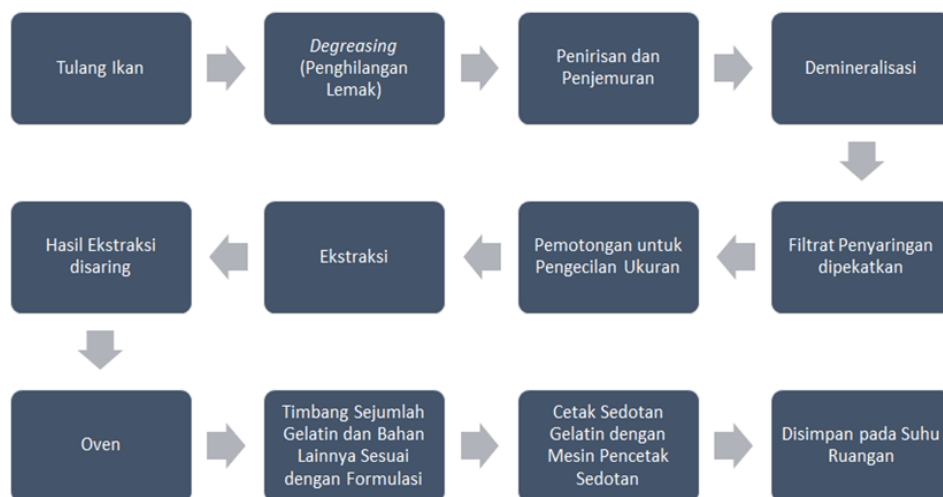 Tulang Ikan
Degreasing
(Penghilangan
Lemak)
Penirisan dan
Penjemuran
Demineralisasi
Filtrat Penyaringan
dipekatkan
Pemotongan untuk
Pengecilan Ukuran
Ekstraksi
Hasil Ekstraksi
disaring
Oven
Timbang Sejumlah
Gelatin dan Bahan
Lainnya Sesuai
dengan Formulasi
Cetak Sedotan
Gelatin dengan
Mesin Pencetak
Sedotan
Disimpan pada Suhu
Ruangan